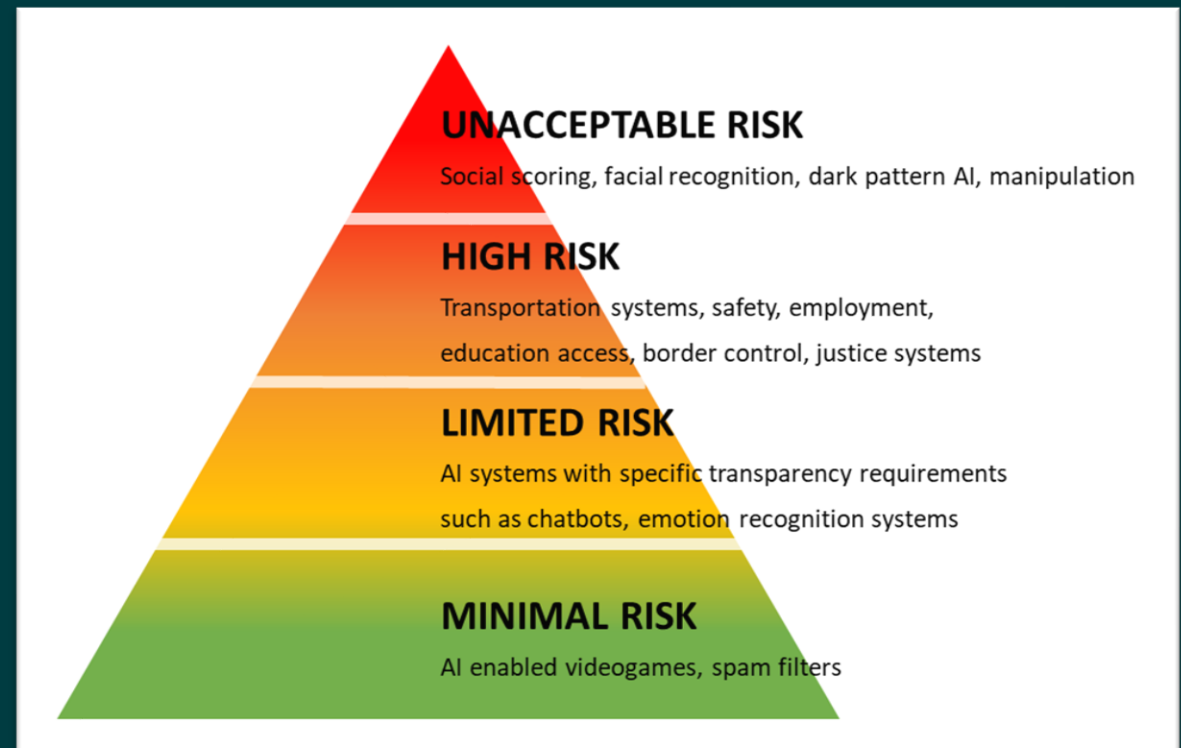 UNACCEPTABLE RISK
Social scoring, facial recognition, dark pattern AI, manipulation
HIGH RISK
Transportation systems, safety, employment,
education access, border control, justice systems
LIMITED RISK
AI systems with specific transparency requirements
such as chatbots, emotion recognition systems
MINIMAL RISK
AI enabled videogames, spam filters